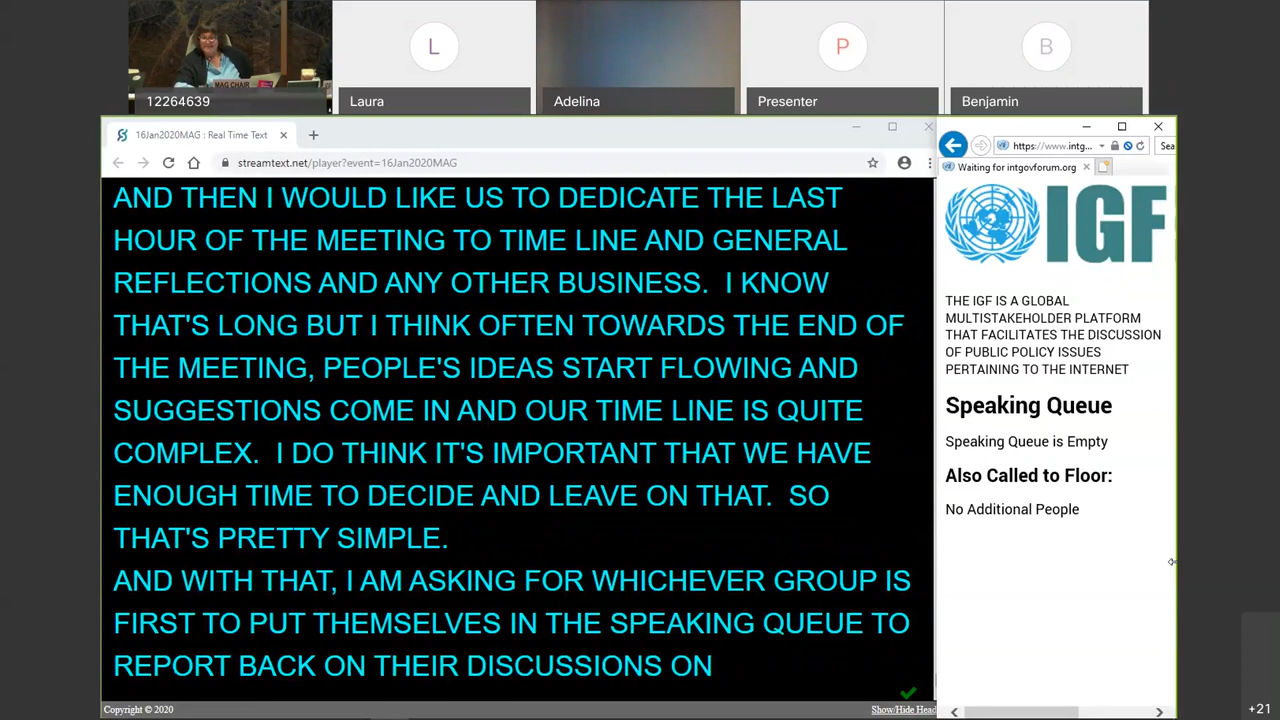 L
P
B
MAG CHAIR
12264639
Laura
Adelina
Presenter
Benjamin
16Jan2020MAG : Real Time Text
streamtext.net/player?event=16Jan2020MAG
AND THEN I WOULD LIKE US TO DEDICATE THE LAST
HOUR OF THE MEETING TO TIME LINE AND GENERAL
REFLECTIONS AND ANY OTHER BUSINESS.  I KNOW
THAT'S LONG BUT I THINK OFTEN TOWARDS THE END OF
THE MEETING, PEOPLE'S IDEAS START FLOWING AND
SUGGESTIONS COME IN AND OUR TIME LINE IS QUITE
COMPLEX.  I DO THINK IT'S IMPORTANT THAT WE HAVE
ENOUGH TIME TO DECIDE AND LEAVE ON THAT.  SO
THAT'S PRETTY SIMPLE.
AND WITH THAT, I AM ASKING FOR WHICHEVER GROUP IS
FIRST TO PUT THEMSELVES IN THE SPEAKING QUEUE TO
REPORT BACK ON THEIR DISCUSSIONS ON
Copyright © 2020
Show/Hide Head
https://www.intg...
Sea
Waiting for intgovforum.org
IGF
THE IGF IS A GLOBAL
MULTISTAKEHOLDER PLATFORM
THAT FACILITATES THE DISCUSSION
OF PUBLIC POLICY ISSUES
PERTAINING TO THE INTERNET
Speaking Queue
Speaking Queue is Empty
Also Called to Floor:
No Additional People
+21